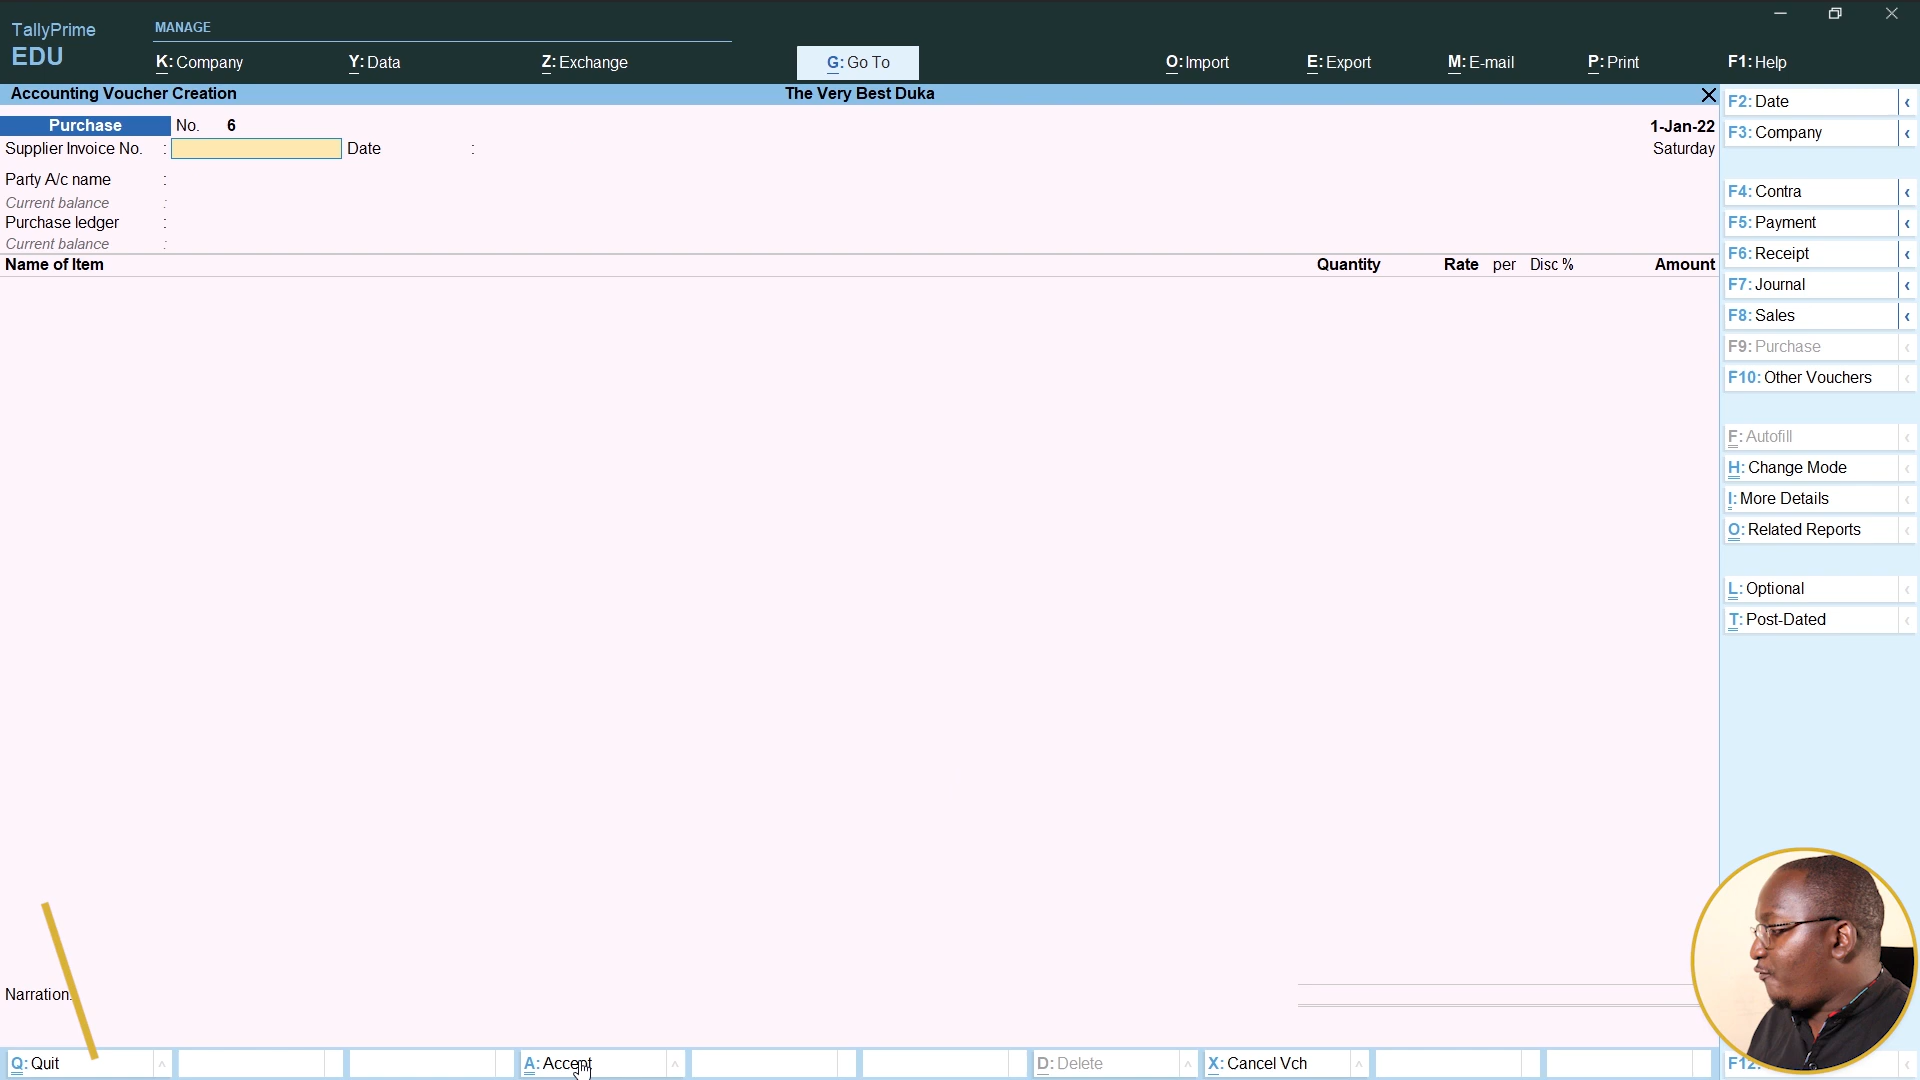 TallyPrime
EDU
MANAGE
K: Company
Y: Data
Z: Exchange
G: Go To
O: Import
E: Export
M: E-mail
P: Print
F1: Help
Accounting Voucher Creation
The Very Best Duka
Purchase No. 6
1-Jan-22
Supplier Invoice No. : Date :
Saturday
Party A/c name :
Current balance :
Purchase ledger :
Current balance :
Name of Item Quantity Rate per Disc % Amount
F2: Date
F3: Company
F4: Contra
F5: Payment
F6: Receipt
F7: Journal
F8: Sales
F9: Purchase
F10: Other Vouchers
F: Autofill
H: Change Mode
I: More Details
O: Related Reports
L: Optional
T: Post-Dated
Narration:
Q: Quit
A: Accept
D: Delete
X: Cancel Vch
F12: